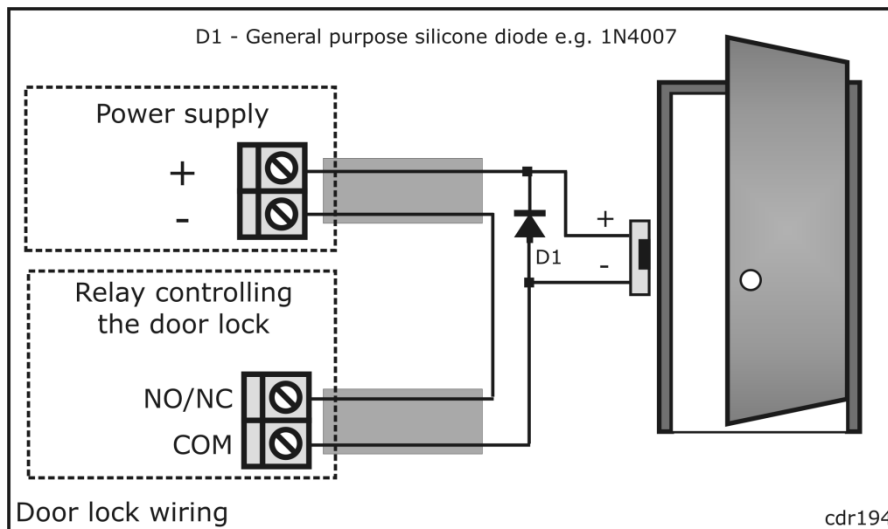 D1 - General purpose silicone diode e.g. 1N4007
Power supply
+
-
+
-
D1
Relay controlling
the door lock
NO/NC
COM
Door lock wiring
cdr194